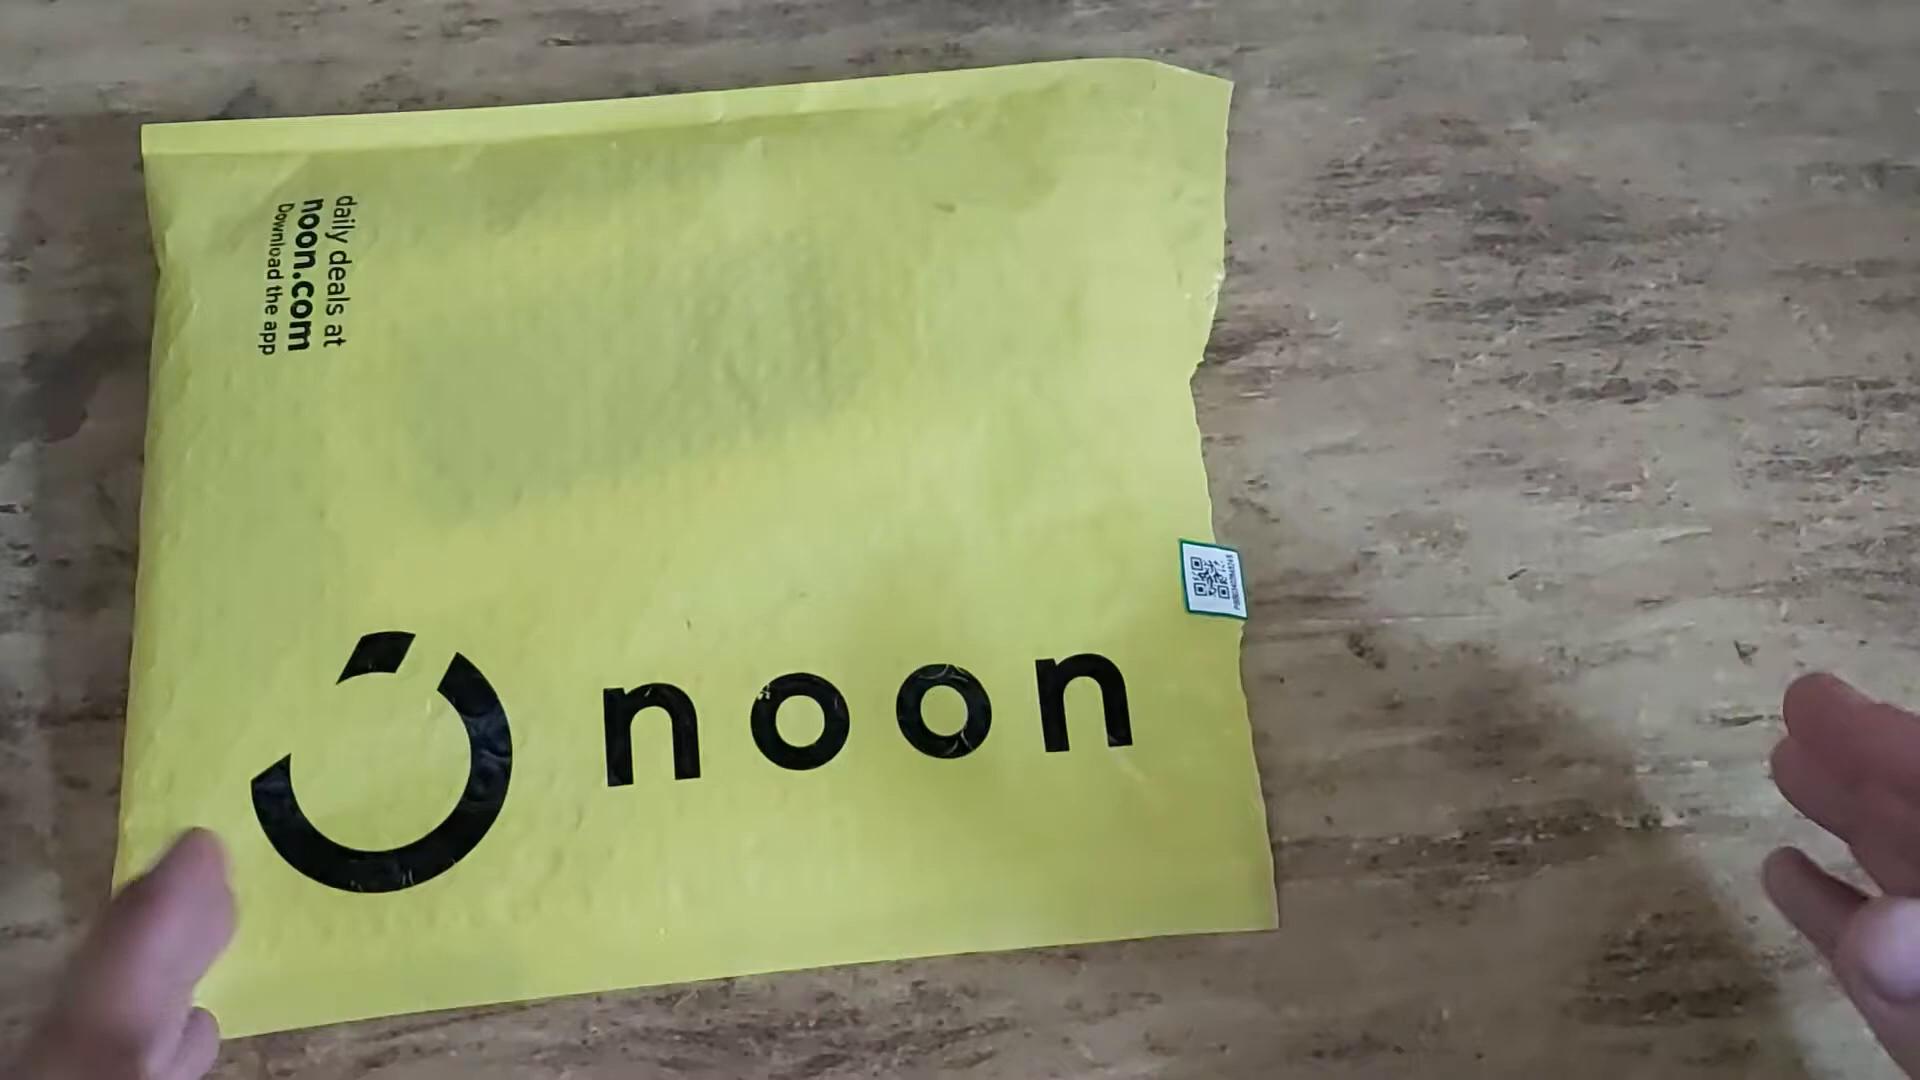 daily deals at
noon.com
Download the app
noon